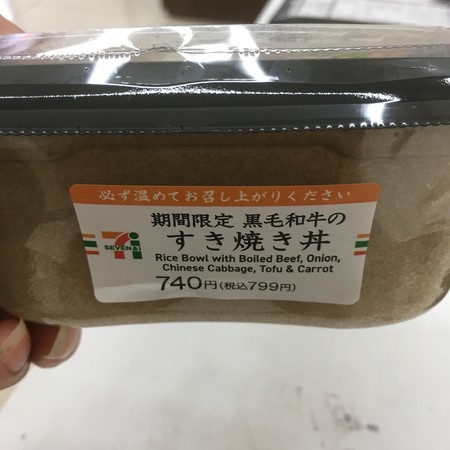 必ず温めてお召し上がりください
期間限定 黒毛和牛の
すき焼き丼
7
SEVEN&i
Rice Bowl with Boiled Beef, Onion,
Chinese Cabbage, Tofu & Carrot
740円(税込799円)